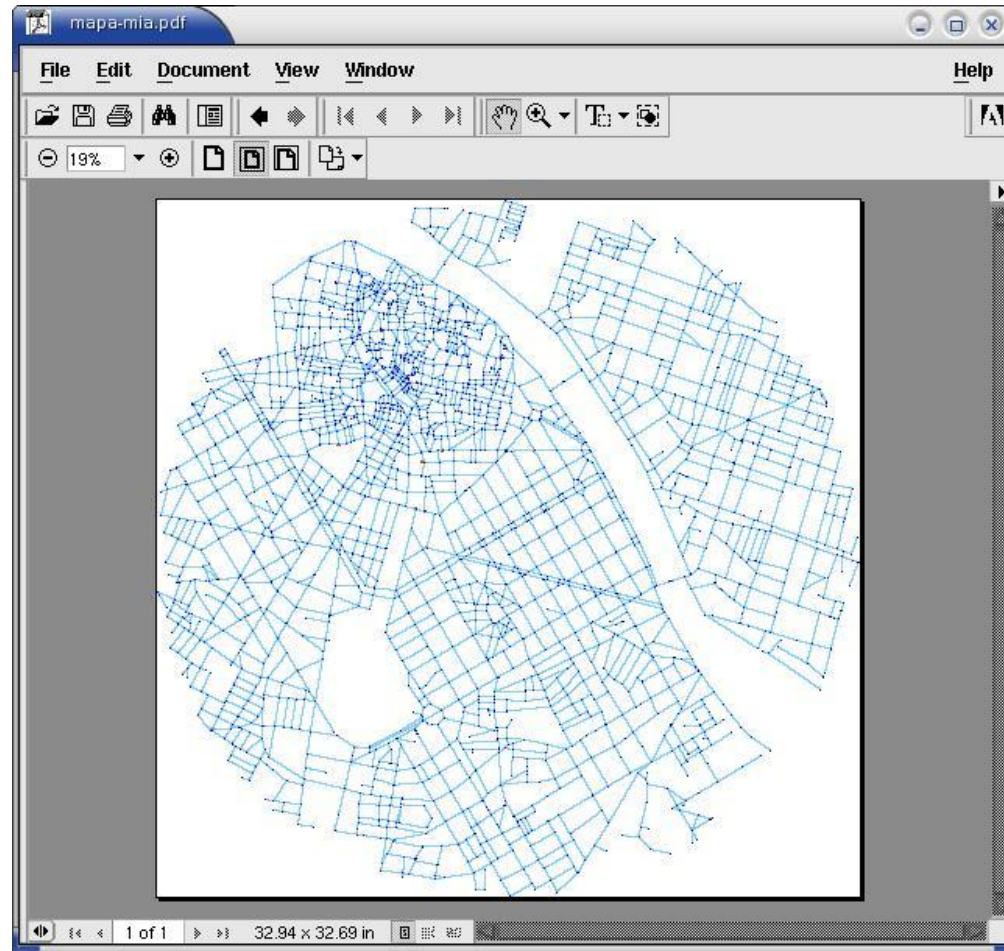 mapa-mia.pdf
File Edit Document View Window Help
19%
1 of 1 32.94 x 32.69 in